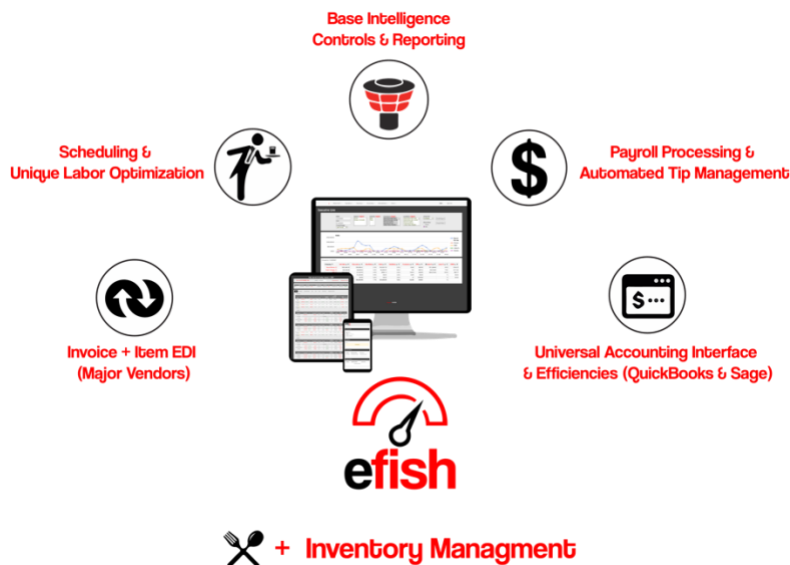 Base Intelligence
Controls & Reporting
Scheduling &
Unique Labor Optimization
$
Payroll Processing &
Automated Tip Management
Invoice + Item EDI
(Major Vendors)
$
Universal Accounting Interface
& Efficiencies (QuickBooks & Sage)
efish
+ Inventory Managment